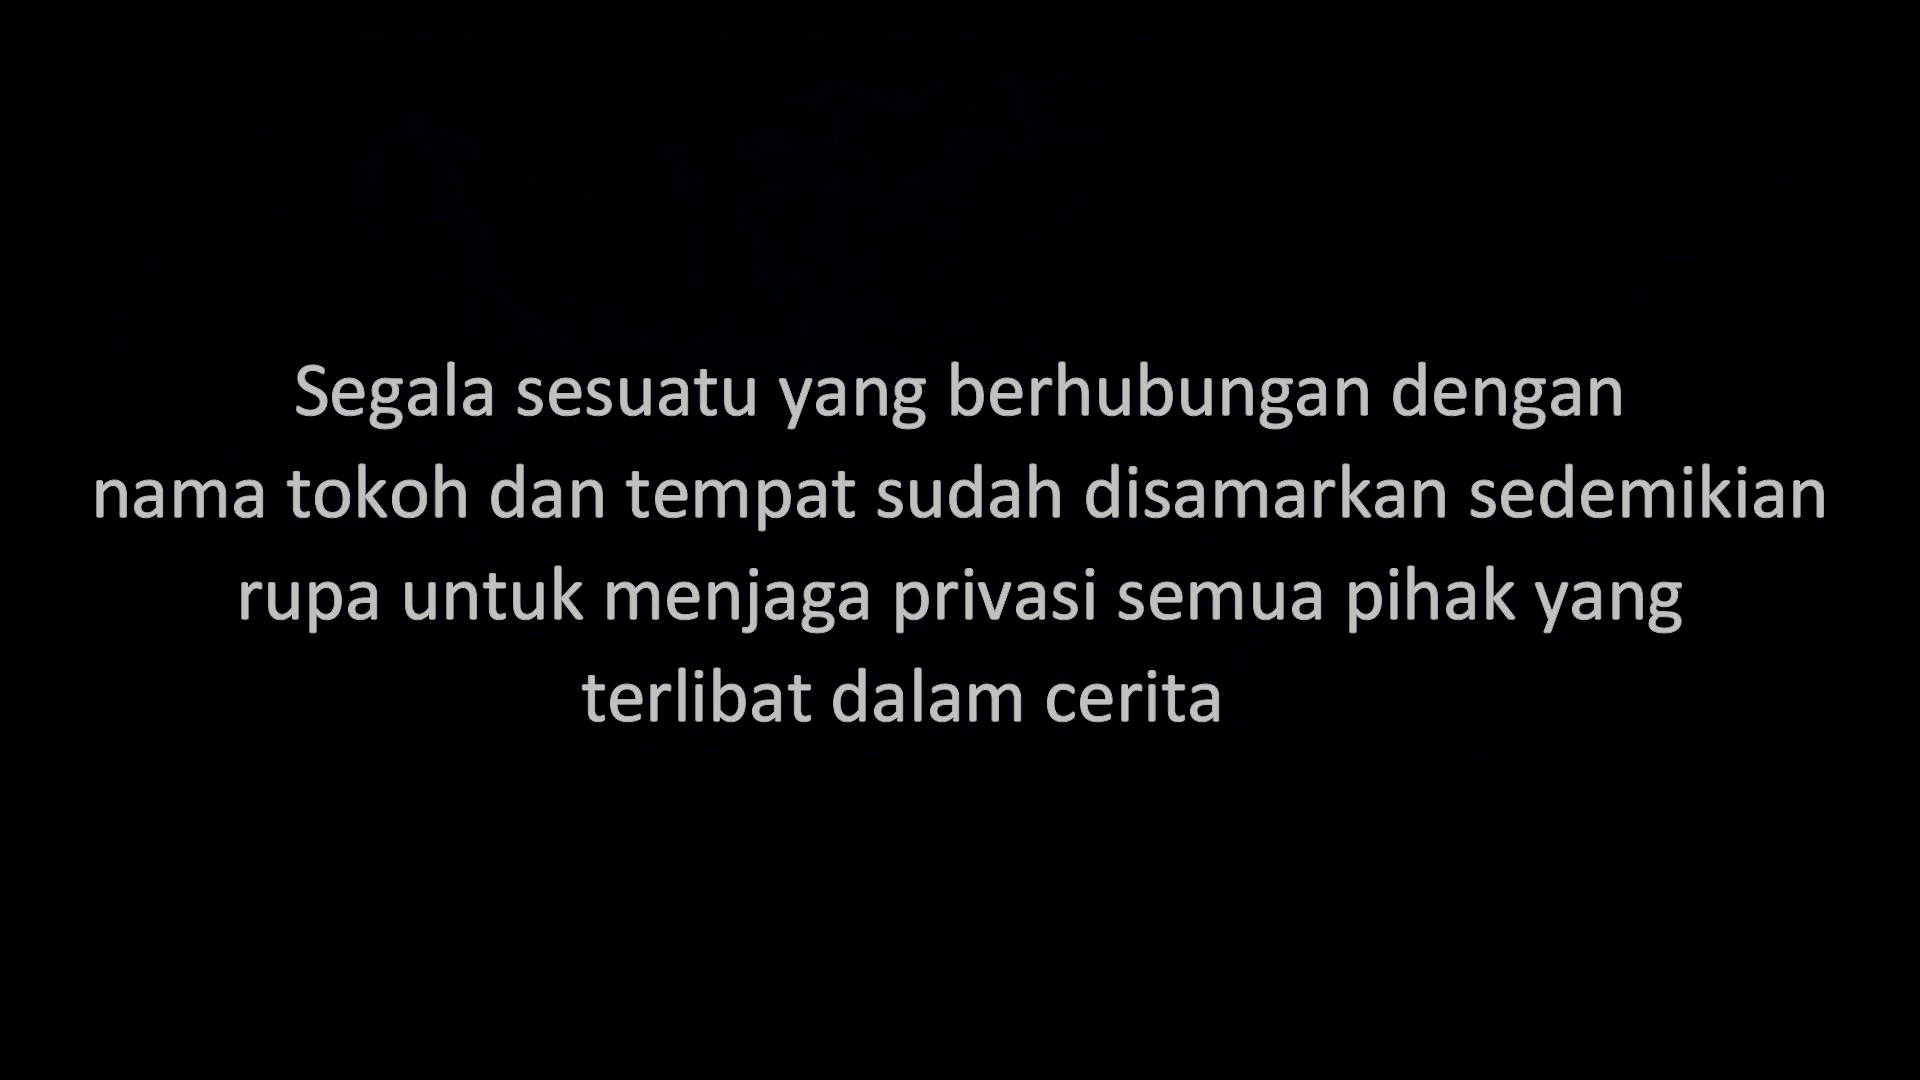 Segala sesuatu yang berhubungan dengan
nama tokoh dan tempat sudah disamarkan sedemikian
rupa untuk menjaga privasi semua pihak yang
terlibat dalam cerita